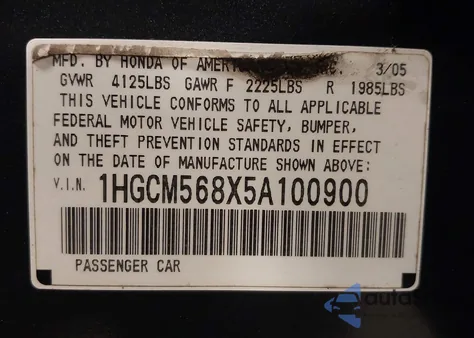 MFD. BY HONDA OF AMERICA INC. 3/05
GVWR 4125LBS GAWR F 2225LBS R 1985LBS
THIS VEHICLE CONFORMS TO ALL APPLICABLE
FEDERAL MOTOR VEHICLE SAFETY, BUMPER,
AND THEFT PREVENTION STANDARDS IN EFFECT
ON THE DATE OF MANUFACTURE SHOWN ABOVE:
V.I.N. 1HGCM568X5A100900
PASSENGER CAR